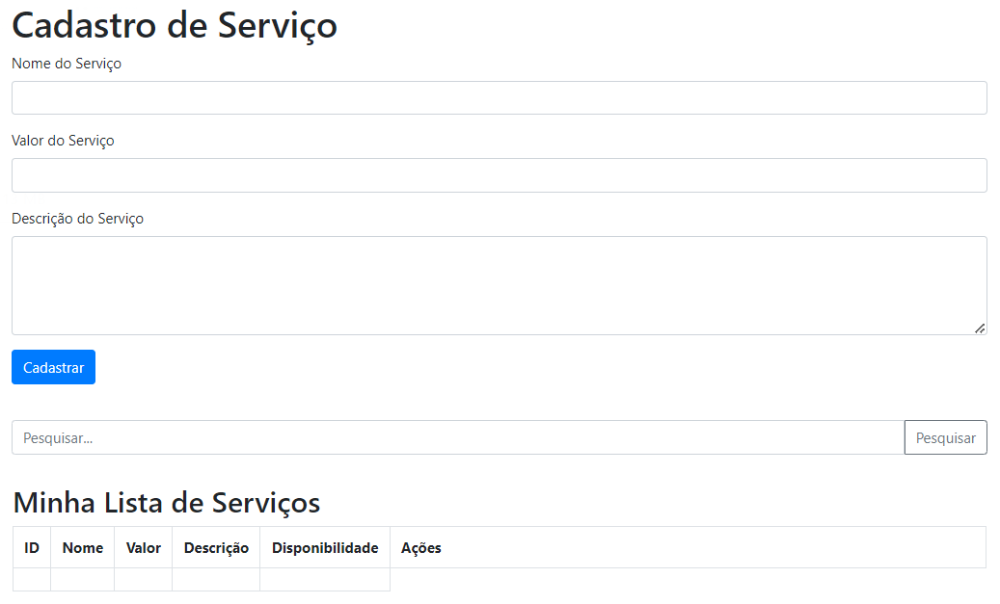 Cadastro de Serviço
Nome do Serviço
Valor do Serviço
Descrição do Serviço
Cadastrar
Pesquisar... Pesquisar
Minha Lista de Serviços
ID Nome Valor Descrição Disponibilidade Ações